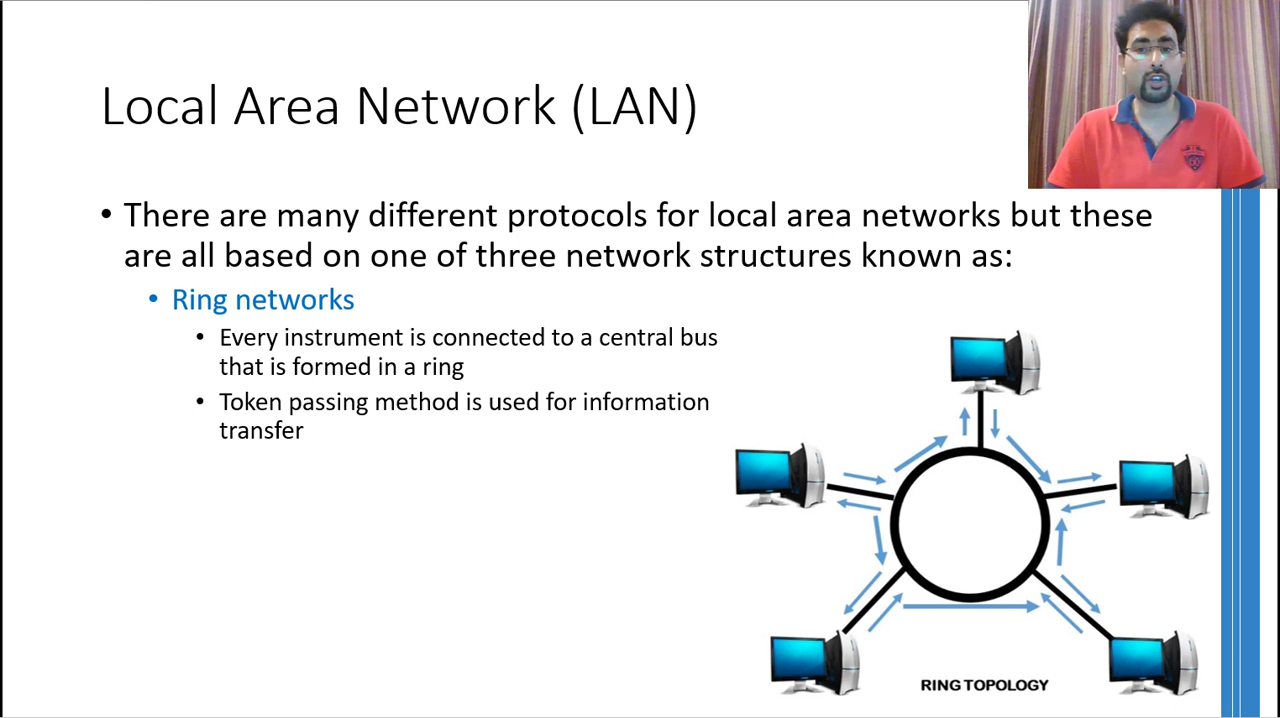 Local Area Network (LAN)
• There are many different protocols for local area networks but these
are all based on one of three network structures known as:
• Ring networks
• Every instrument is connected to a central bus
that is formed in a ring
• Token passing method is used for information
transfer
RING TOPOLOGY